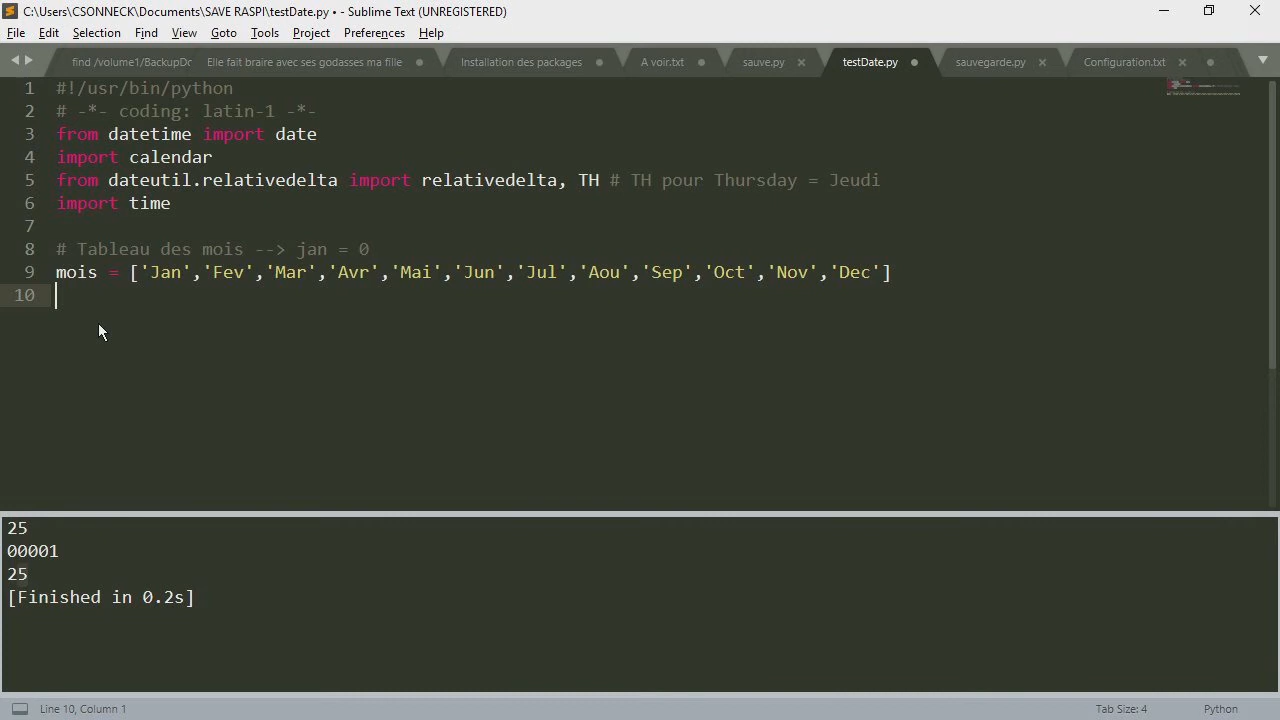 C:\Users\CSONNECK\Documents\SAVE RASPI\testDate.py • - Sublime Text (UNREGISTERED)
File Edit Selection Find View Goto Tools Project Preferences Help
find /volume1/BackupDr Elle fait braire avec ses godasses ma fille Installation des packages A voir.txt sauve.py testDate.py sauvegarde.py Configuration.txt
1 #!/usr/bin/python
2 # -*- coding: latin-1 -*-
3 from datetime import date
4 import calendar
5 from dateutil.relativedelta import relativedelta, TH # TH pour Thursday = Jeudi
6 import time
7
8 # Tableau des mois --> jan = 0
9 mois = ['Jan','Fev','Mar','Avr','Mai','Jun','Jul','Aou','Sep','Oct','Nov','Dec']
10
25
00001
25
[Finished in 0.2s]
Line 10, Column 1 Tab Size: 4 Python